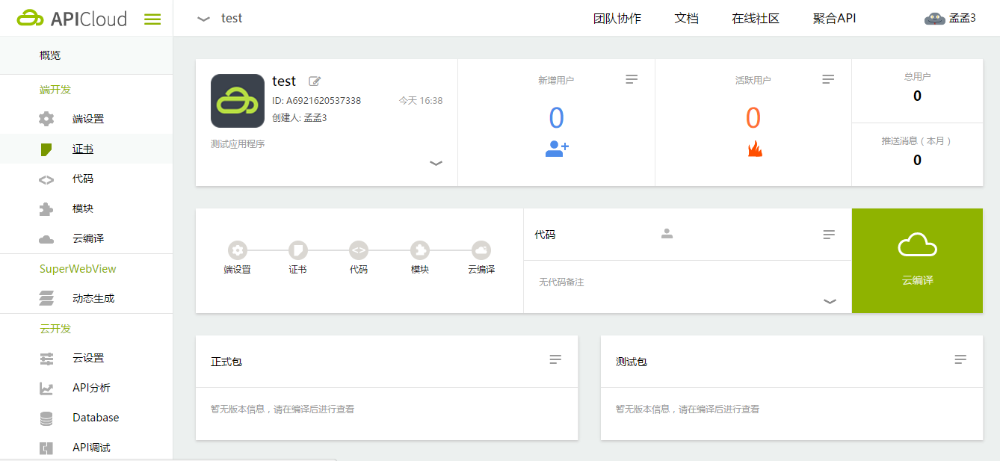 APICloud
test
团队协作
文档
在线社区
聚合API
孟孟3
概览
端开发
端设置
证书
代码
模块
云编译
SuperWebView
动态生成
云开发
云设置
API分析
Database
API调试
test
ID: A6921620537338
今天 16:38
创建人: 孟孟3
测试应用程序
新增用户
0
活跃用户
0
总用户
0
推送消息（本月）
0
端设置
证书
代码
模块
云编译
代码
无代码备注
云编译
正式包
暂无版本信息，请在编译后进行查看
测试包
暂无版本信息，请在编译后进行查看